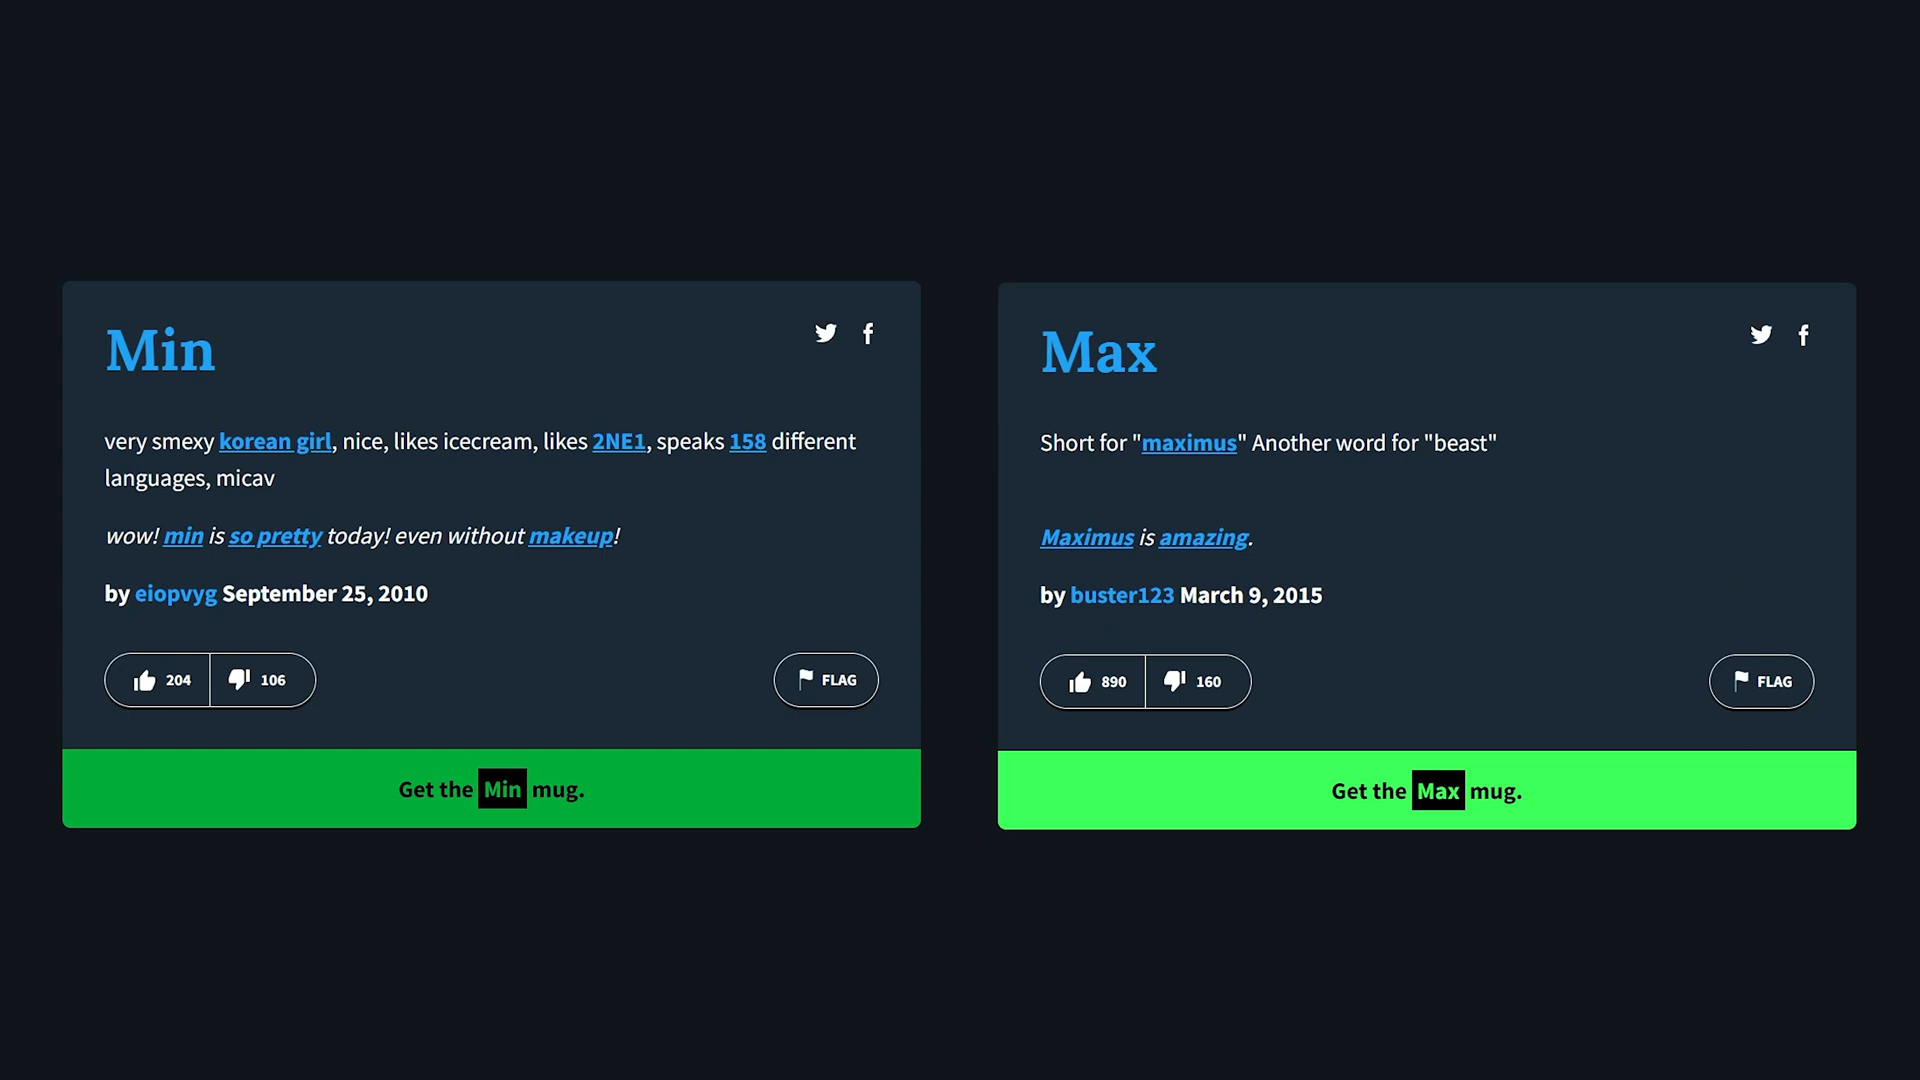 Min
very smexy korean girl, nice, likes icecream, likes 2NE1, speaks 158 different
languages, micav
wow! min is so pretty today! even without makeup!
by eiopvyg September 25, 2010
204 106 FLAG
Get the Min mug.
Max
Short for "maximus" Another word for "beast"
Maximus is amazing.
by buster123 March 9, 2015
890 160 FLAG
Get the Max mug.